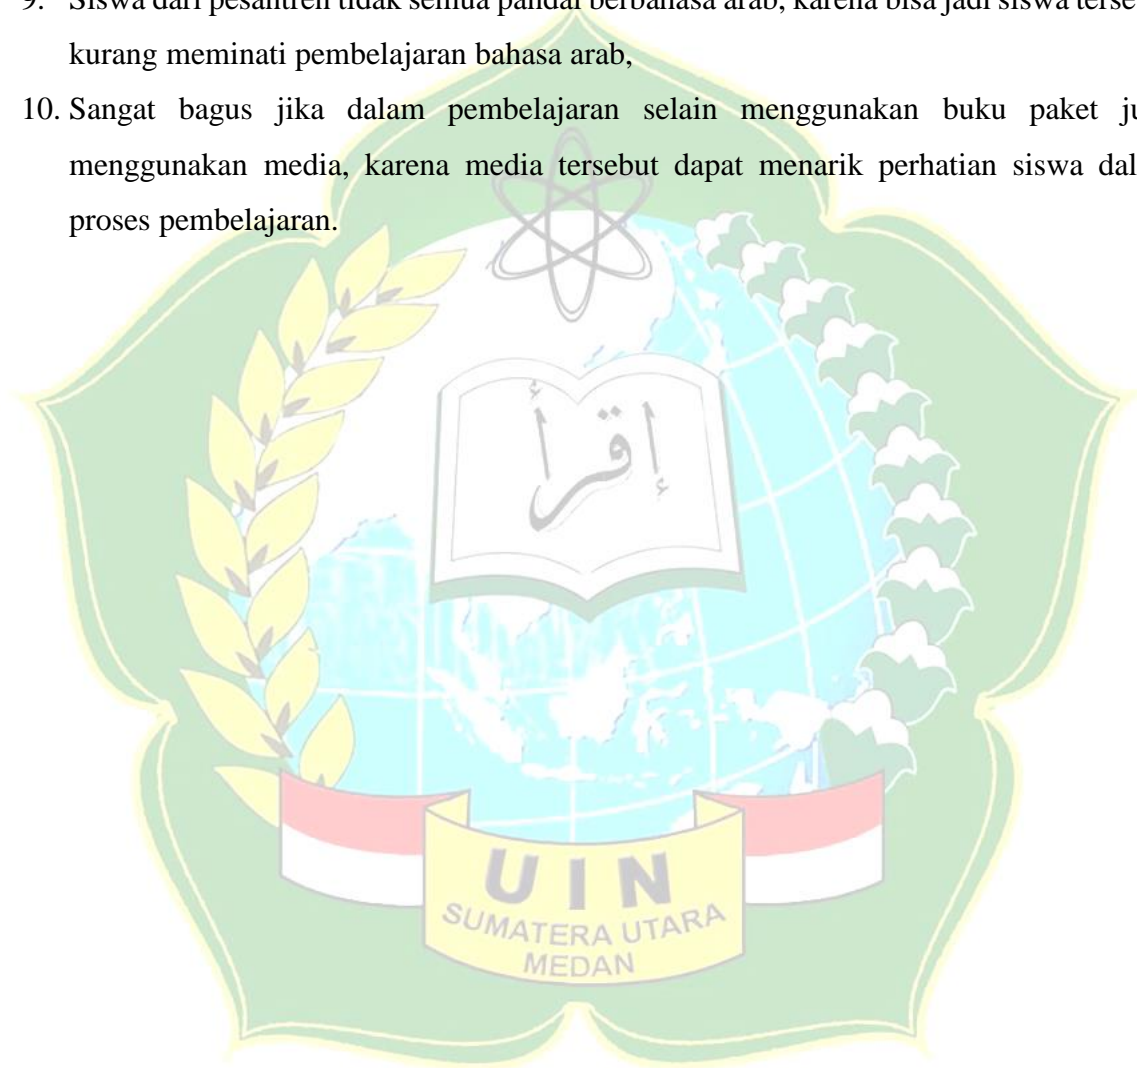 9. Siswa dari pesantren tidak semua pandai berbahasa arab, karena bisa jadi siswa
kurang meminati pembelajaran bahasa arab,
10. Sangat bagus jika dalam pembelajaran selain menggunakan buku paket
menggunakan media, karena media tersebut dapat menarik perhatian siswa
proses pembelajaran.
إقرأ
UIN
SUMATERA UTARA
MEDAN